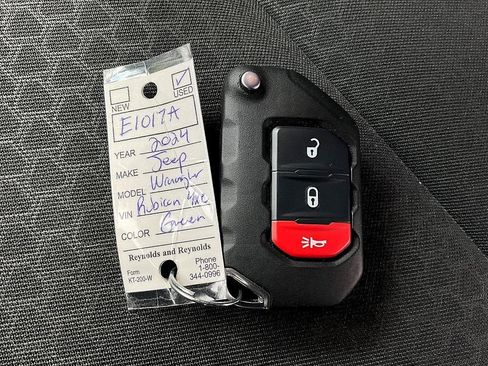 NEW
USED
E1017A
YEAR 2024
MAKE Jeep
MODEL Wrangler
VIN Rubicon 4xe
COLOR Green
Reynolds and Reynolds
Form
KT-200-W
Phone
1-800-
344-0996